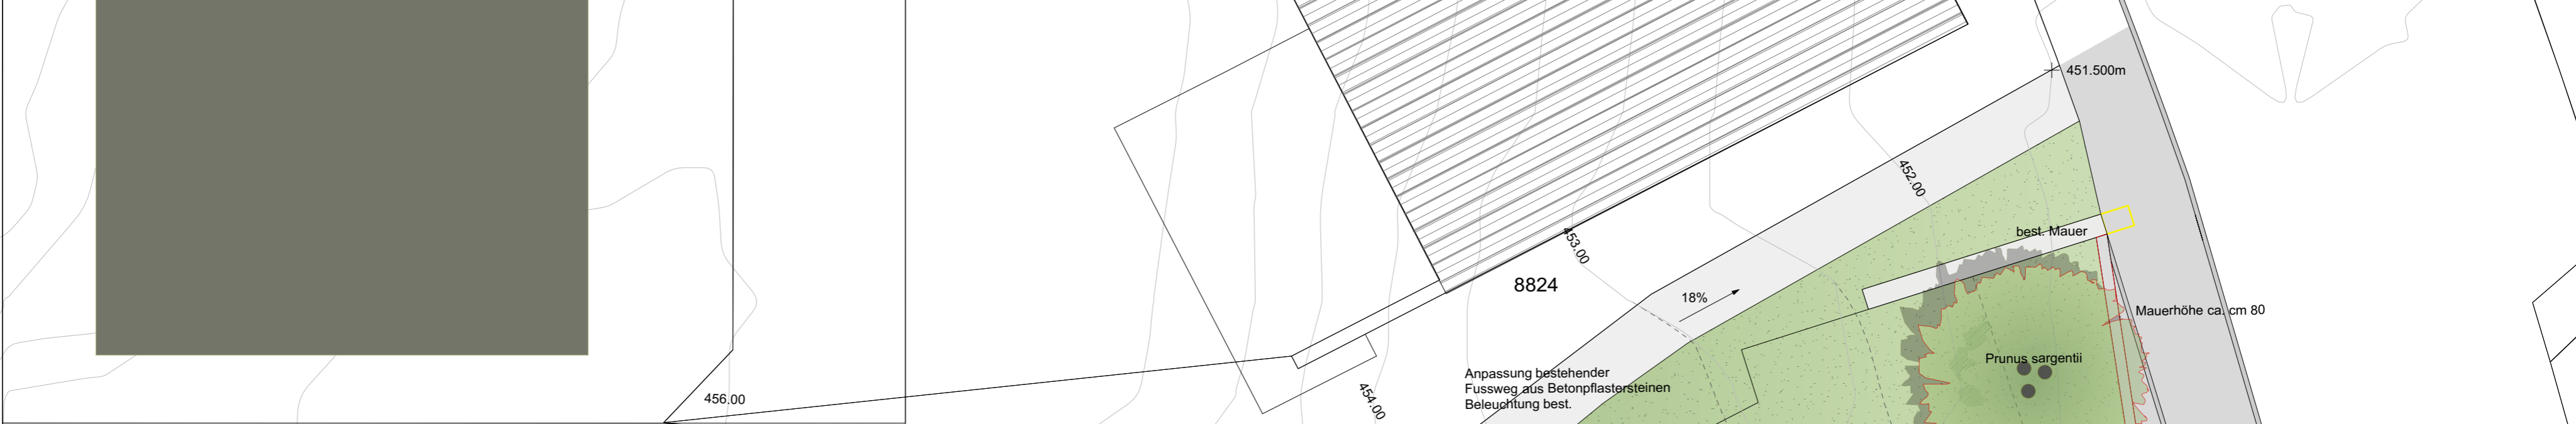 451.500m
452.00
best. Mauer
453.00
8824
18%
Mauerhöhe ca. cm 80
Prunus sargentii
Anpassung bestehender
Fussweg aus Betonpflastersteinen
Beleuchtung best.
454.00
456.00